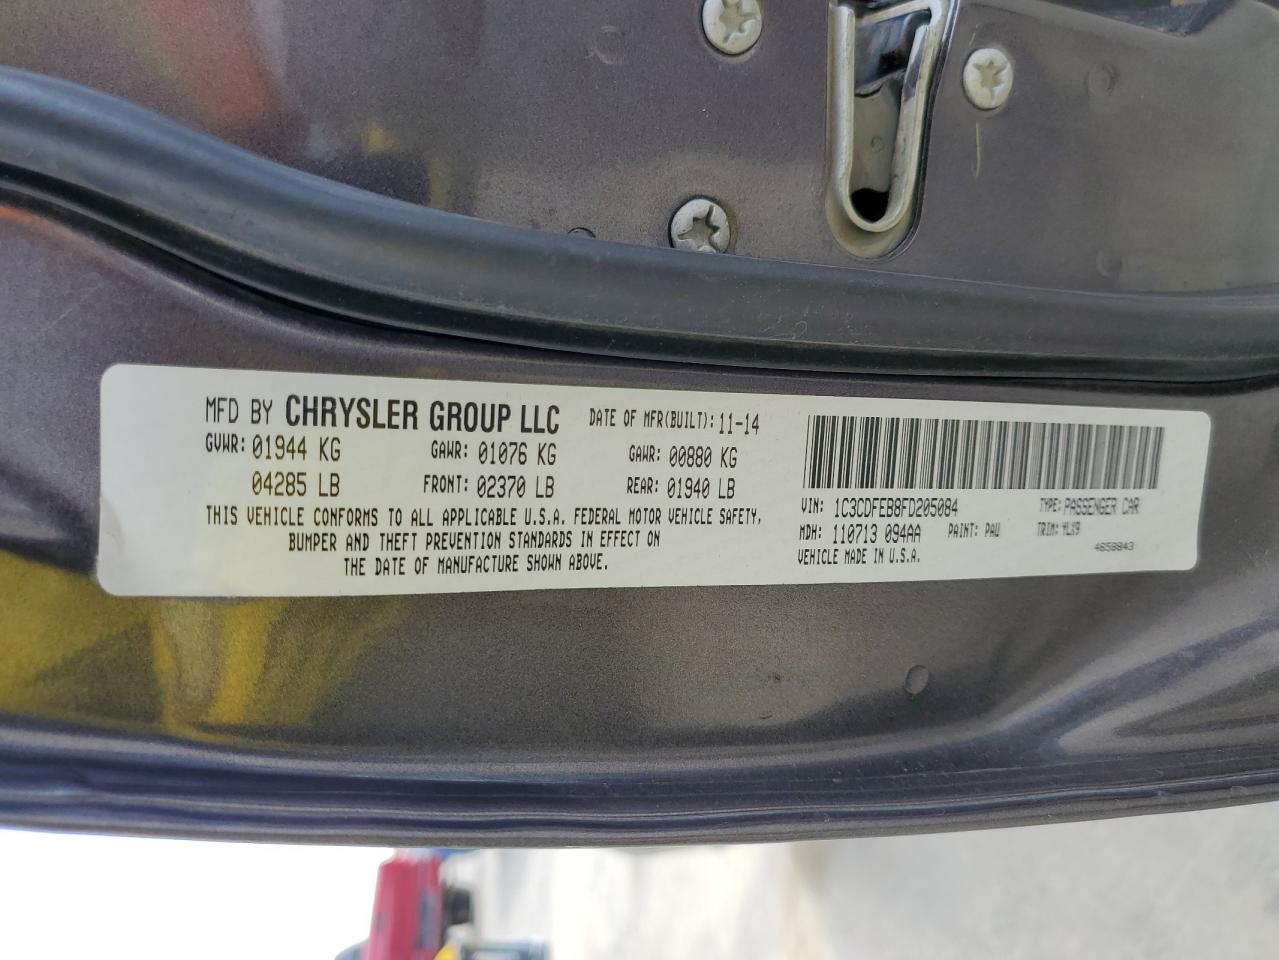 MFD BY CHRYSLER GROUP LLC DATE OF MFR(BUILT): 11-14
GVWR: 01944 KG GAWR: 01076 KG GAWR: 00880 KG
04285 LB FRONT: 02370 LB REAR: 01940 LB
THIS VEHICLE CONFORMS TO ALL APPLICABLE U.S.A. FEDERAL MOTOR VEHICLE SAFETY,
BUMPER AND THEFT PREVENTION STANDARDS IN EFFECT ON
THE DATE OF MANUFACTURE SHOWN ABOVE.
VIN: 1C3CDFEB8FD205084 TYPE: PASSENGER CAR
MDH: 110713 094AA PAINT: PAU TRIM: MLX9
VEHICLE MADE IN U.S.A. 4658843